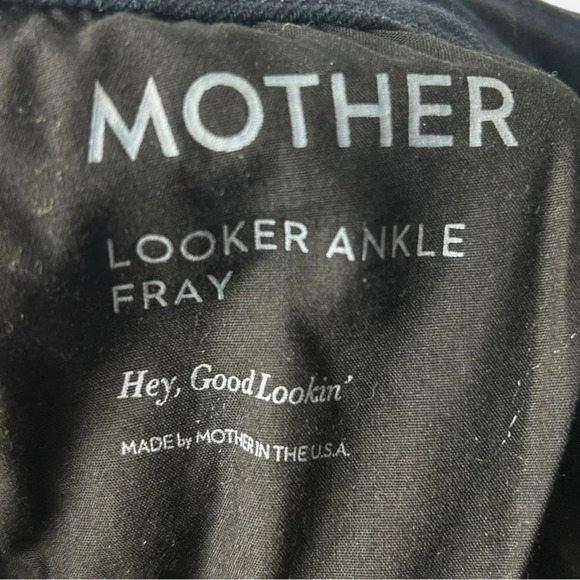 MOTHER
LOOKER ANKLE
FRAY
Hey, Good Lookin'
MADE by MOTHER IN THE U.S.A.